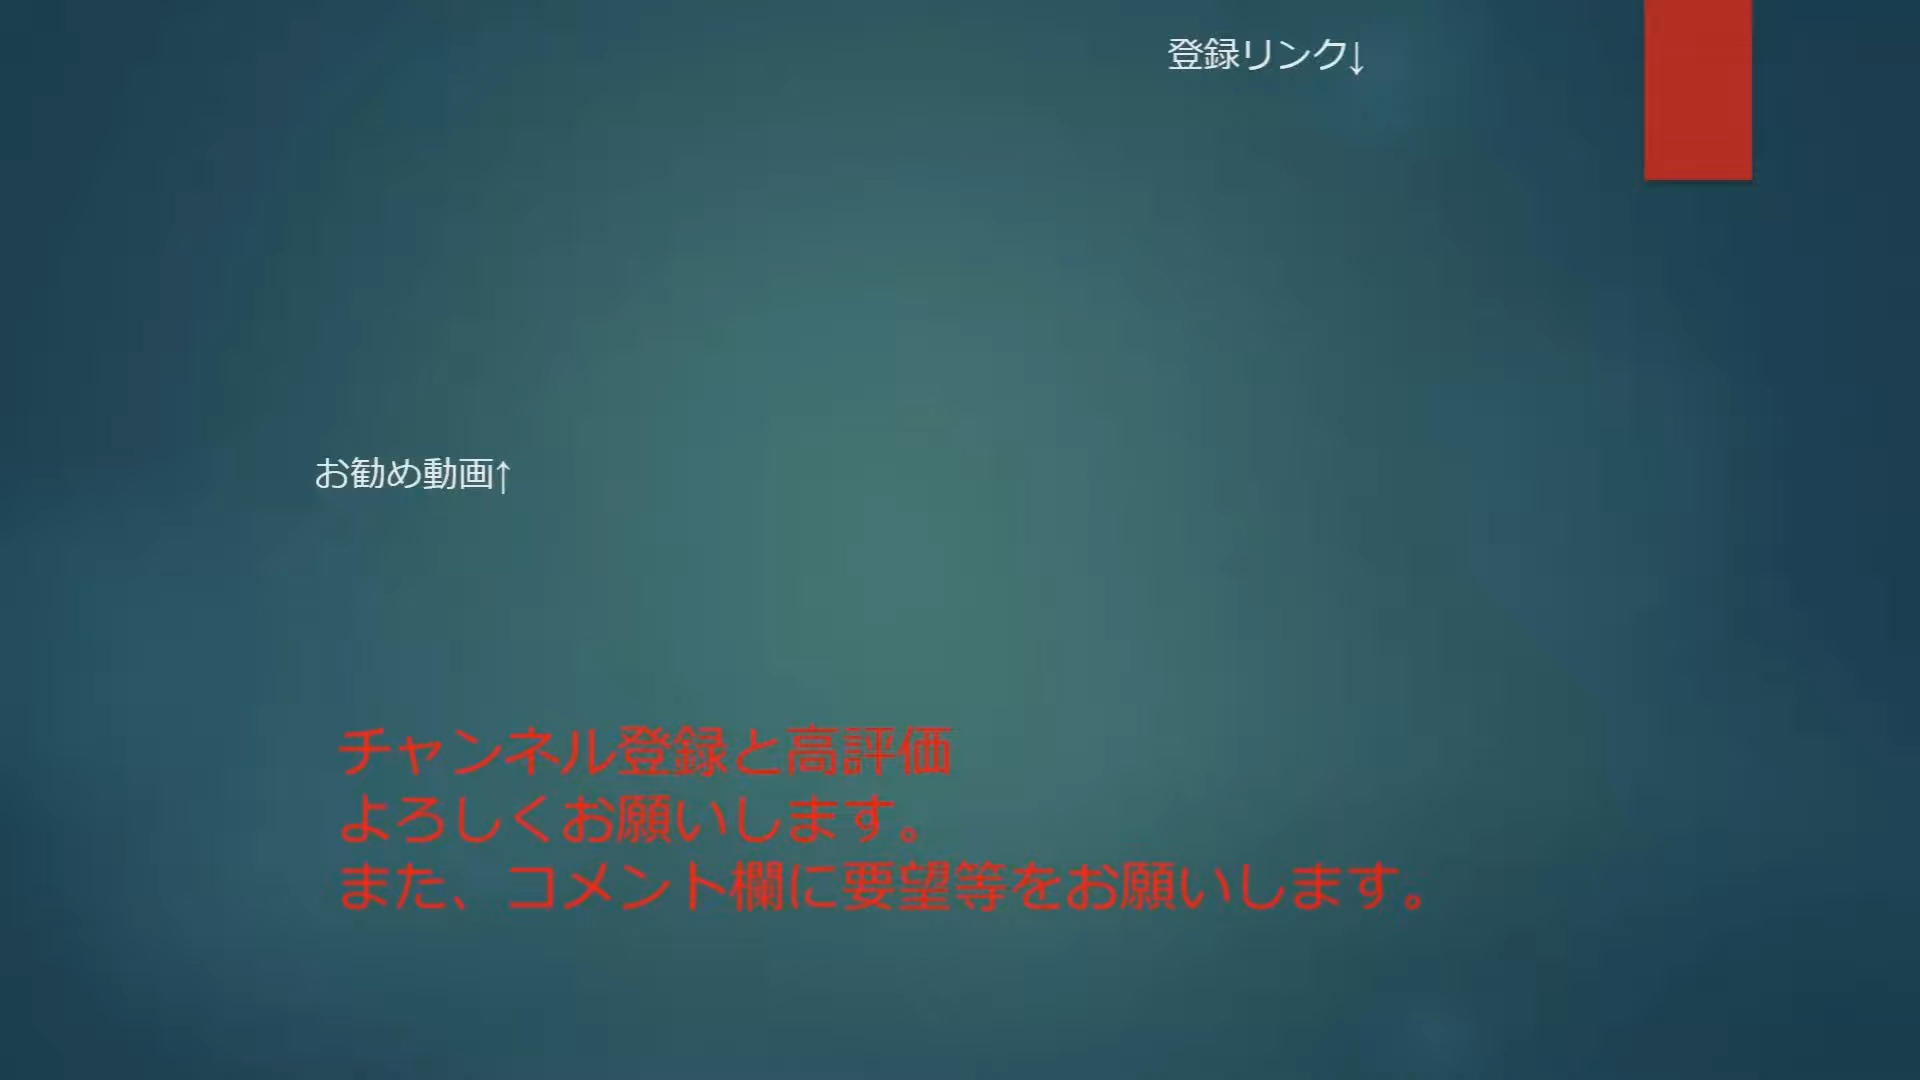 登録リンク↓
お勧め動画↑
チャンネル登録と高評価
よろしくお願いします。
また、コメント欄に要望等をお願いします。